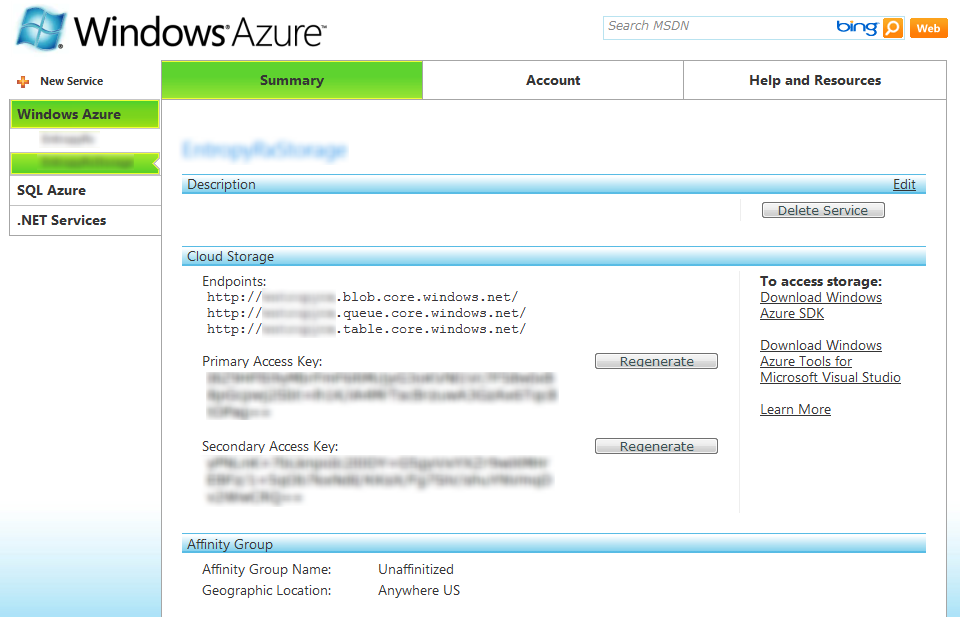 Windows Azure™
Search MSDN
bing
Web
New Service
Summary
Account
Help and Resources
Windows Azure
SQL Azure
.NET Services
Description
Edit
Delete Service
Cloud Storage
Endpoints:
http:// .blob.core.windows.net/
http:// .queue.core.windows.net/
http:// .table.core.windows.net/
Primary Access Key:
Regenerate
Secondary Access Key:
Regenerate
To access storage:
Download Windows
Azure SDK
Download Windows
Azure Tools for
Microsoft Visual Studio
Learn More
Affinity Group
Affinity Group Name: Unaffinitized
Geographic Location: Anywhere US